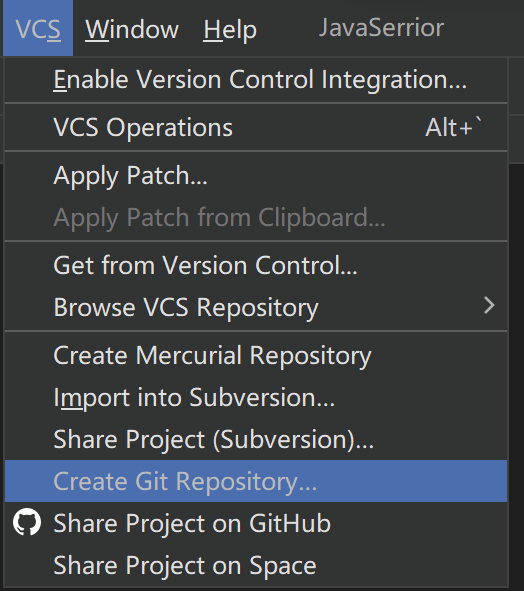 VCS Window Help JavaSerrior
Enable Version Control Integration...
VCS Operations Alt+`
Apply Patch...
Apply Patch from Clipboard...
Get from Version Control...
Browse VCS Repository
Create Mercurial Repository
Import into Subversion...
Share Project (Subversion)...
Create Git Repository...
Share Project on GitHub
Share Project on Space